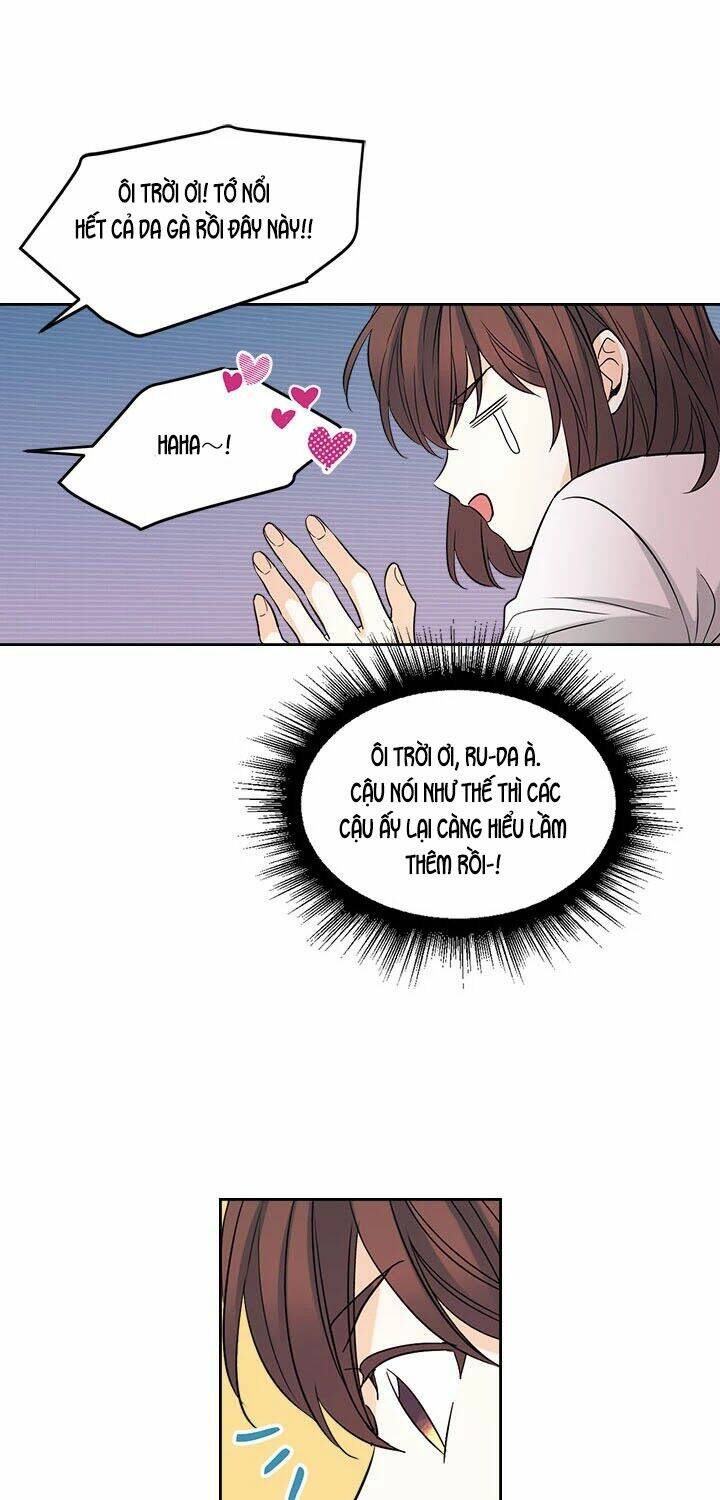 ÔI TRỜI ƠI! TỚ NỔI
HẾT CẢ DA GÀ RỒI ĐÂY NÀY!!
HAHA~!
ÔI TRỜI ƠI, RU-DA À.
CẬU NÓI NHƯ THẾ THÌ CÁC
CẬU ẤY LẠI CÀNG HIỂU LẦM
THÊM RỒI-!